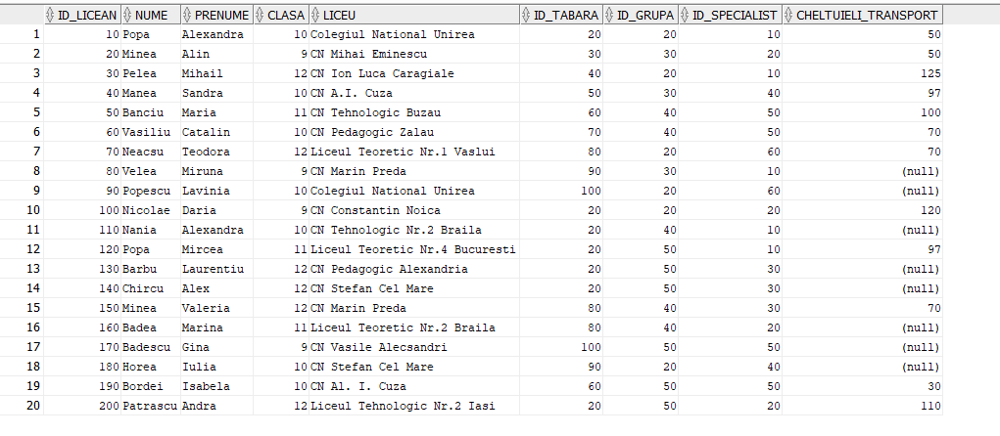 ID_LICEAN NUME PRENUME CLASA LICEU ID_TABARA ID_GRUPA ID_SPECIALIST CHELTUIELI_TRANSPORT
1 10 Popa Alexandra 10 Colegiul National Unirea 20 20 10 50
2 20 Minea Alin 9 CN Mihai Eminescu 30 30 20 50
3 30 Pelea Mihail 12 CN Ion Luca Caragiale 40 20 10 125
4 40 Manea Sandra 10 CN A.I. Cuza 50 30 40 97
5 50 Banciu Maria 11 CN Tehnologic Buzau 60 40 50 100
6 60 Vasiliu Catalin 10 CN Pedagogic Zalau 70 40 50 70
7 70 Neacsu Teodora 12 Liceul Teoretic Nr.1 Vaslui 80 20 60 70
8 80 Velea Miruna 9 CN Marin Preda 90 30 10 (null)
9 90 Popescu Lavinia 10 Colegiul National Unirea 100 20 60 (null)
10 100 Nicolae Daria 9 CN Constantin Noica 20 20 20 120
11 110 Nania Alexandra 10 CN Tehnologic Nr.2 Braila 20 40 10 (null)
12 120 Popa Mircea 11 Liceul Teoretic Nr.4 Bucuresti 20 50 10 97
13 130 Barbu Laurentiu 12 CN Pedagogic Alexandria 20 50 30 (null)
14 140 Chircu Alex 12 CN Stefan Cel Mare 20 50 30 (null)
15 150 Minea Valeria 12 CN Marin Preda 80 40 30 70
16 160 Badea Marina 11 Liceul Teoretic Nr.2 Braila 80 40 20 (null)
17 170 Badescu Gina 9 CN Vasile Alecsandri 100 50 50 (null)
18 180 Horea Iulia 10 CN Stefan Cel Mare 90 20 40 (null)
19 190 Bordei Isabela 10 CN Al. I. Cuza 60 50 50 30
20 200 Patrascu Andra 12 Liceul Tehnologic Nr.2 Iasi 20 50 20 110